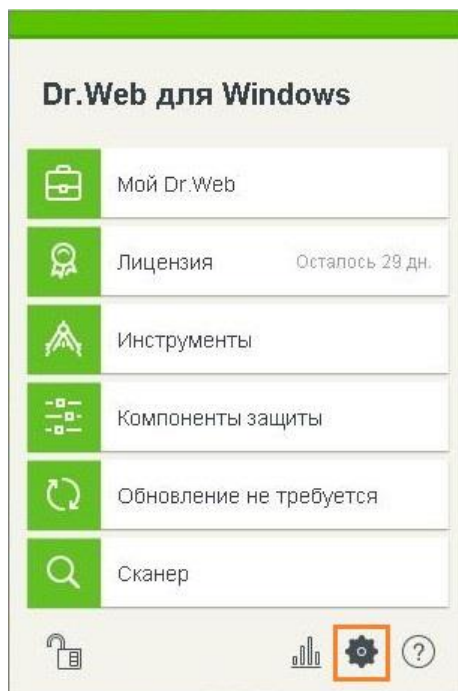 Dr.Web для Windows
Мой Dr.Web
Лицензия Осталось 29 дн.
Инструменты
Компоненты защиты
Обновление не требуется
Сканер
?